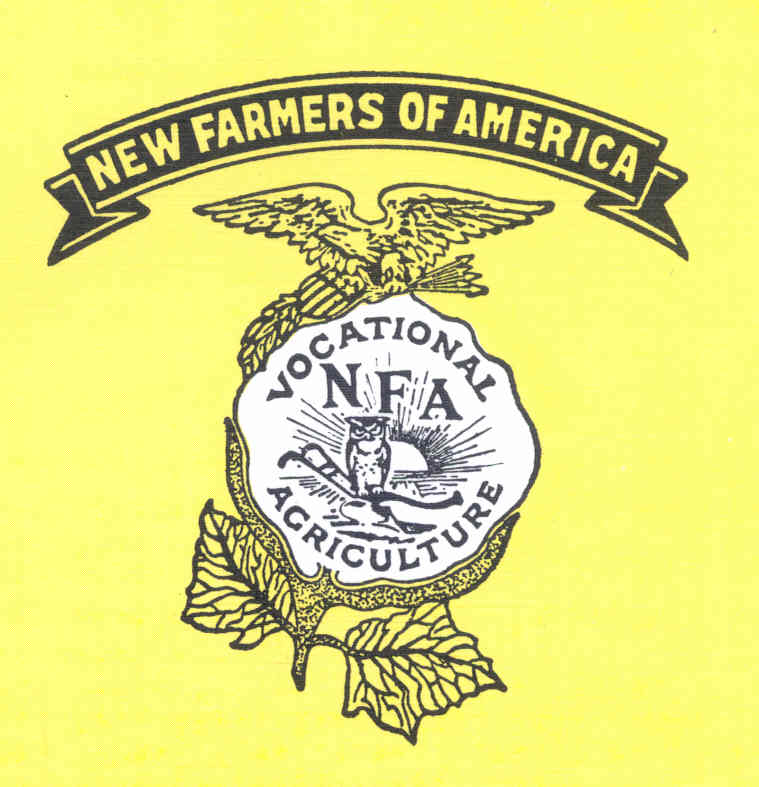 NEW FARMERS OF AMERICA
VOCATIONAL
NFA
AGRICULTURE